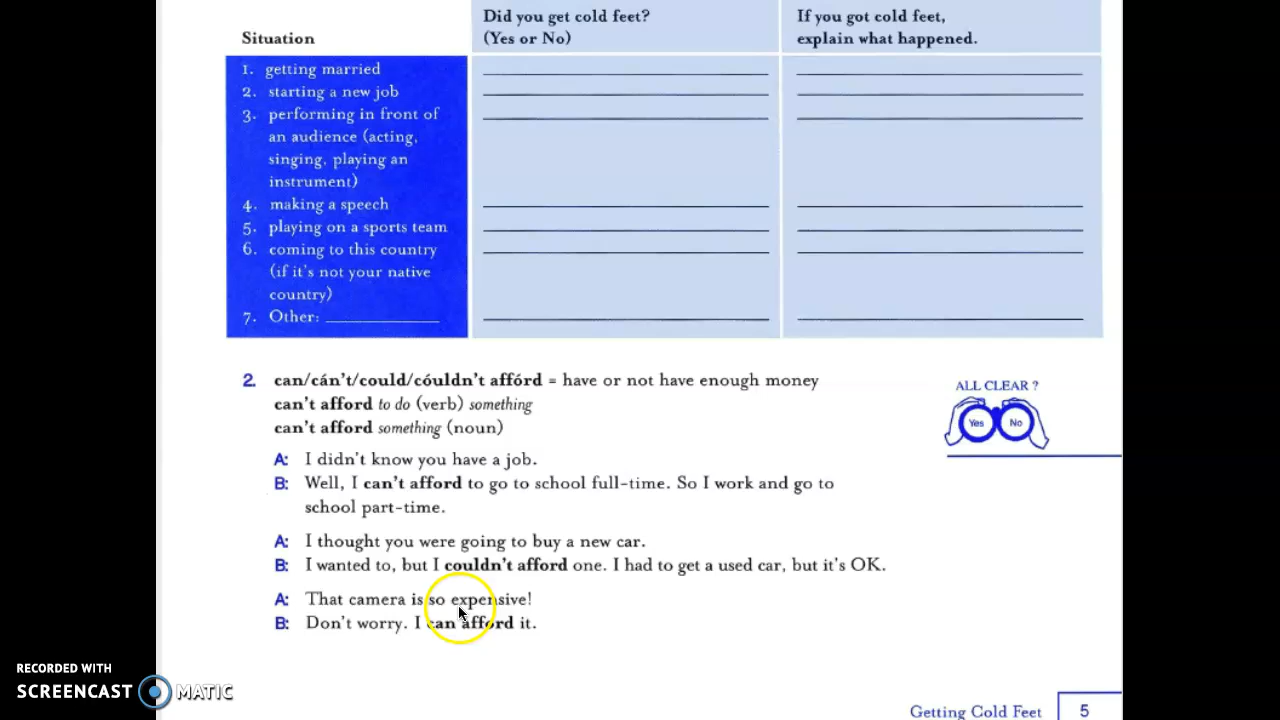 Situation
Did you get cold feet?
(Yes or No)
If you got cold feet,
explain what happened.
1. getting married
2. starting a new job
3. performing in front of
an audience (acting,
singing, playing an
instrument)
4. making a speech
5. playing on a sports team
6. coming to this country
(if it's not your native
country)
7. Other:
2. can/cán't/could/cóuldn't affórd = have or not have enough money
can't afford to do (verb) something
can't afford something (noun)
ALL CLEAR ?
Yes No
A: I didn't know you have a job.
B: Well, I can't afford to go to school full-time. So I work and go to
school part-time.
A: I thought you were going to buy a new car.
B: I wanted to, but I couldn't afford one. I had to get a used car, but it's OK.
A: That camera is so expensive!
B: Don't worry. I can afford it.
RECORDED WITH
SCREENCAST MATIC
Getting Cold Feet 5